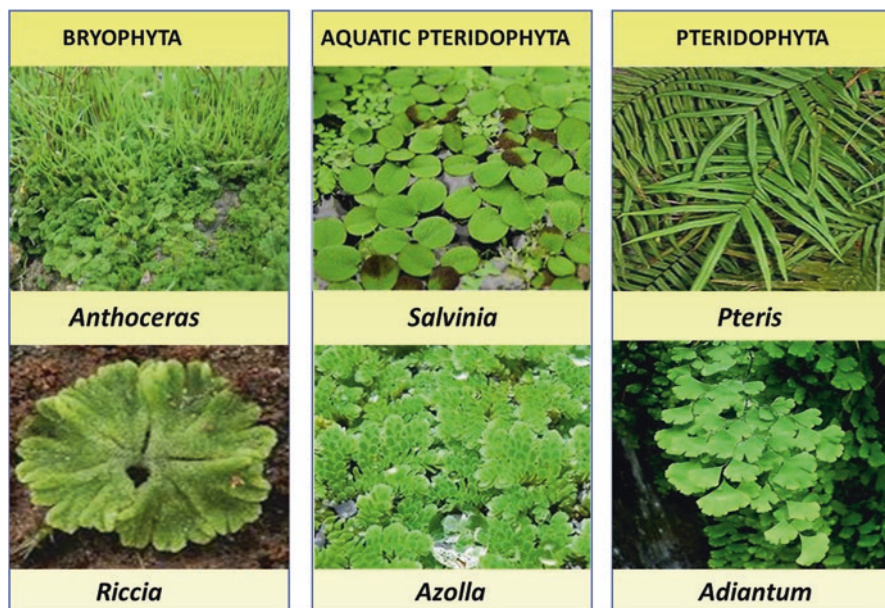 BRYOPHYTA
AQUATIC PTERIDOPHYTA
PTERIDOPHYTA
Anthoceras
Salvinia
Pteris
Riccia
Azolla
Adiantum